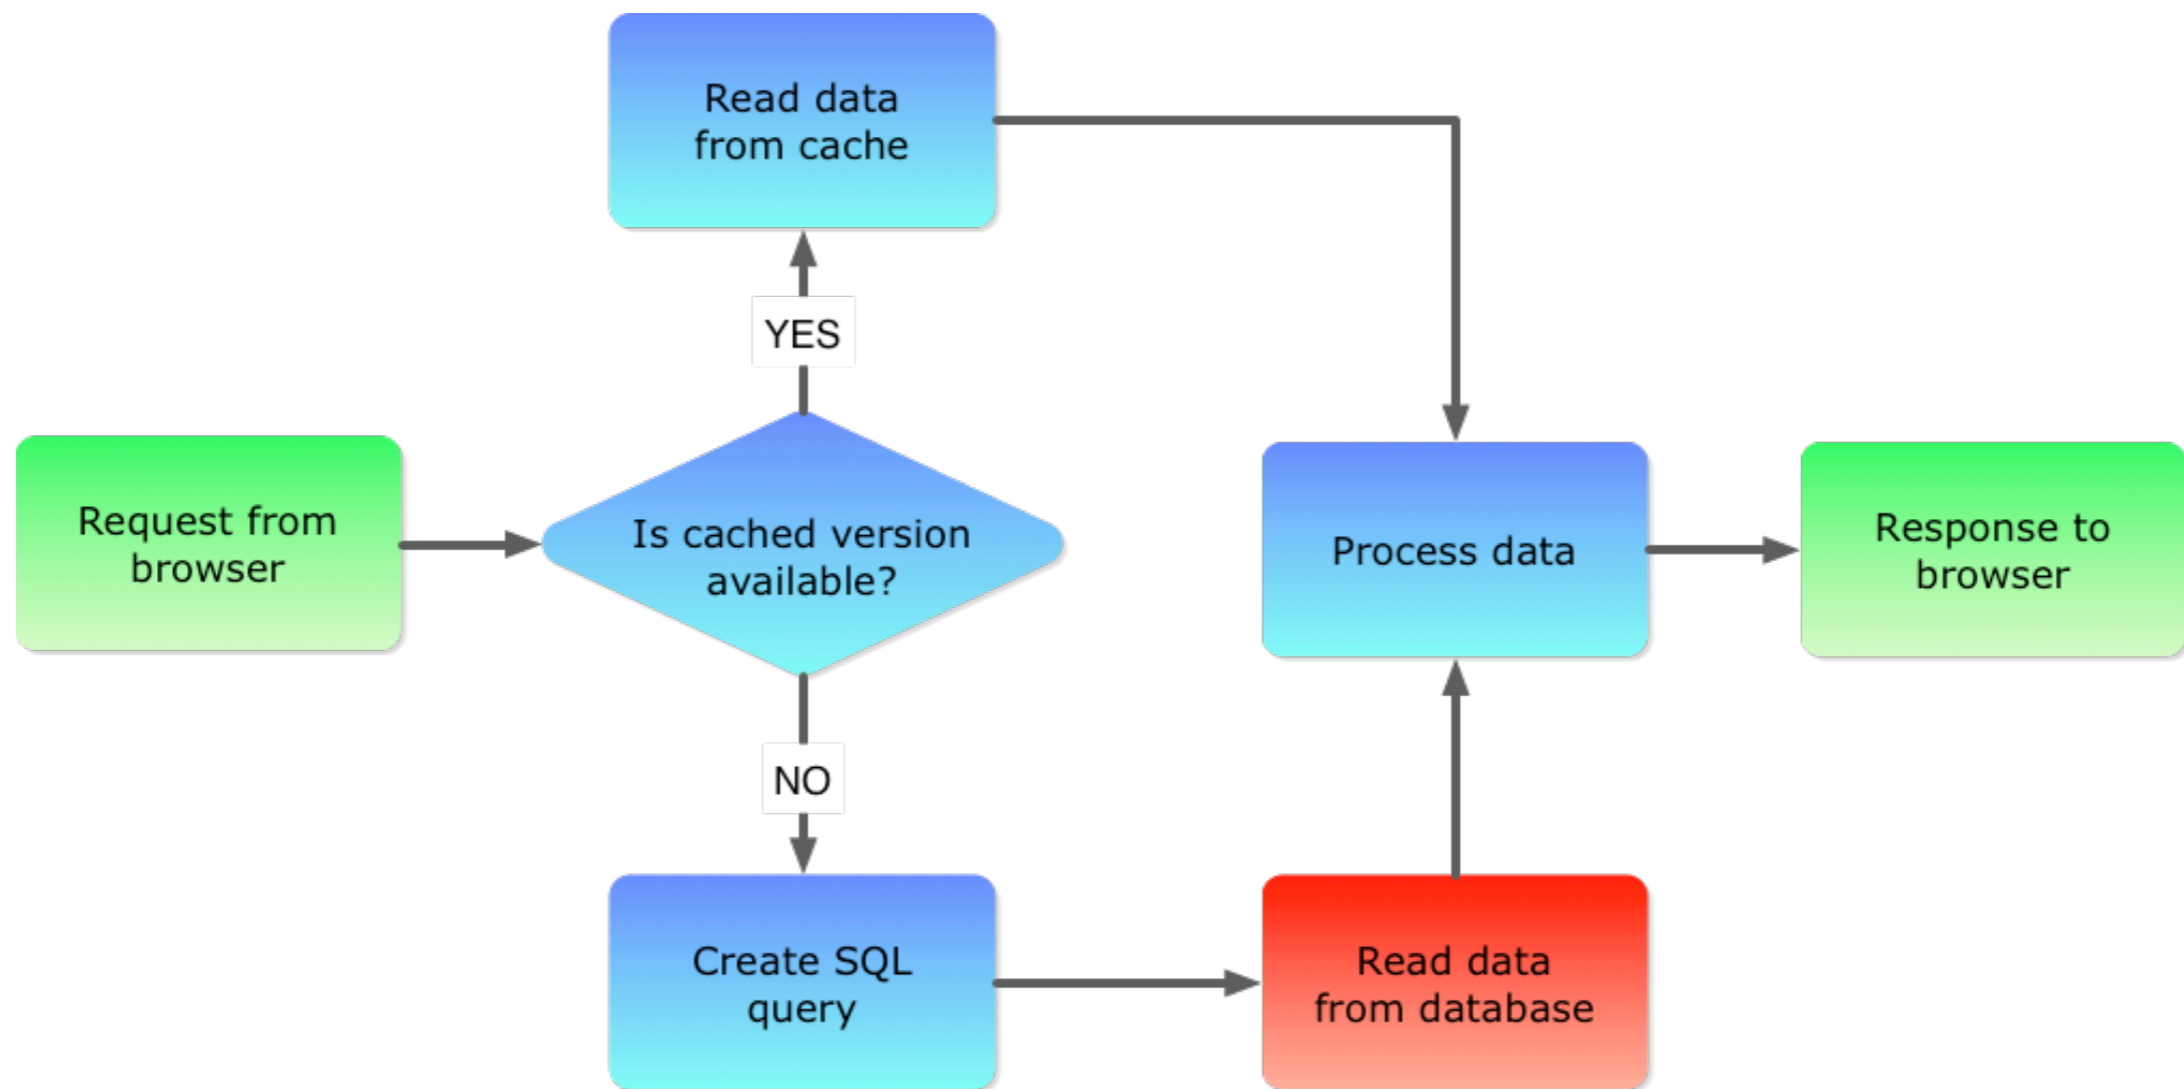 Read data
from cache
YES
Request from
browser
Is cached version
available?
Process data
Response to
browser
NO
Create SQL
query
Read data
from database